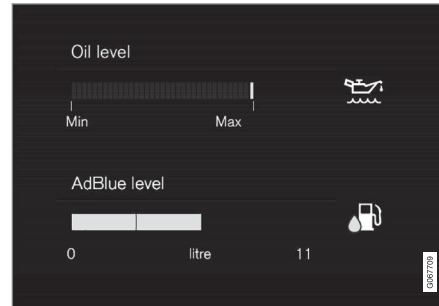 Oil level
Min Max
AdBlue level
0 litre 11
G067709